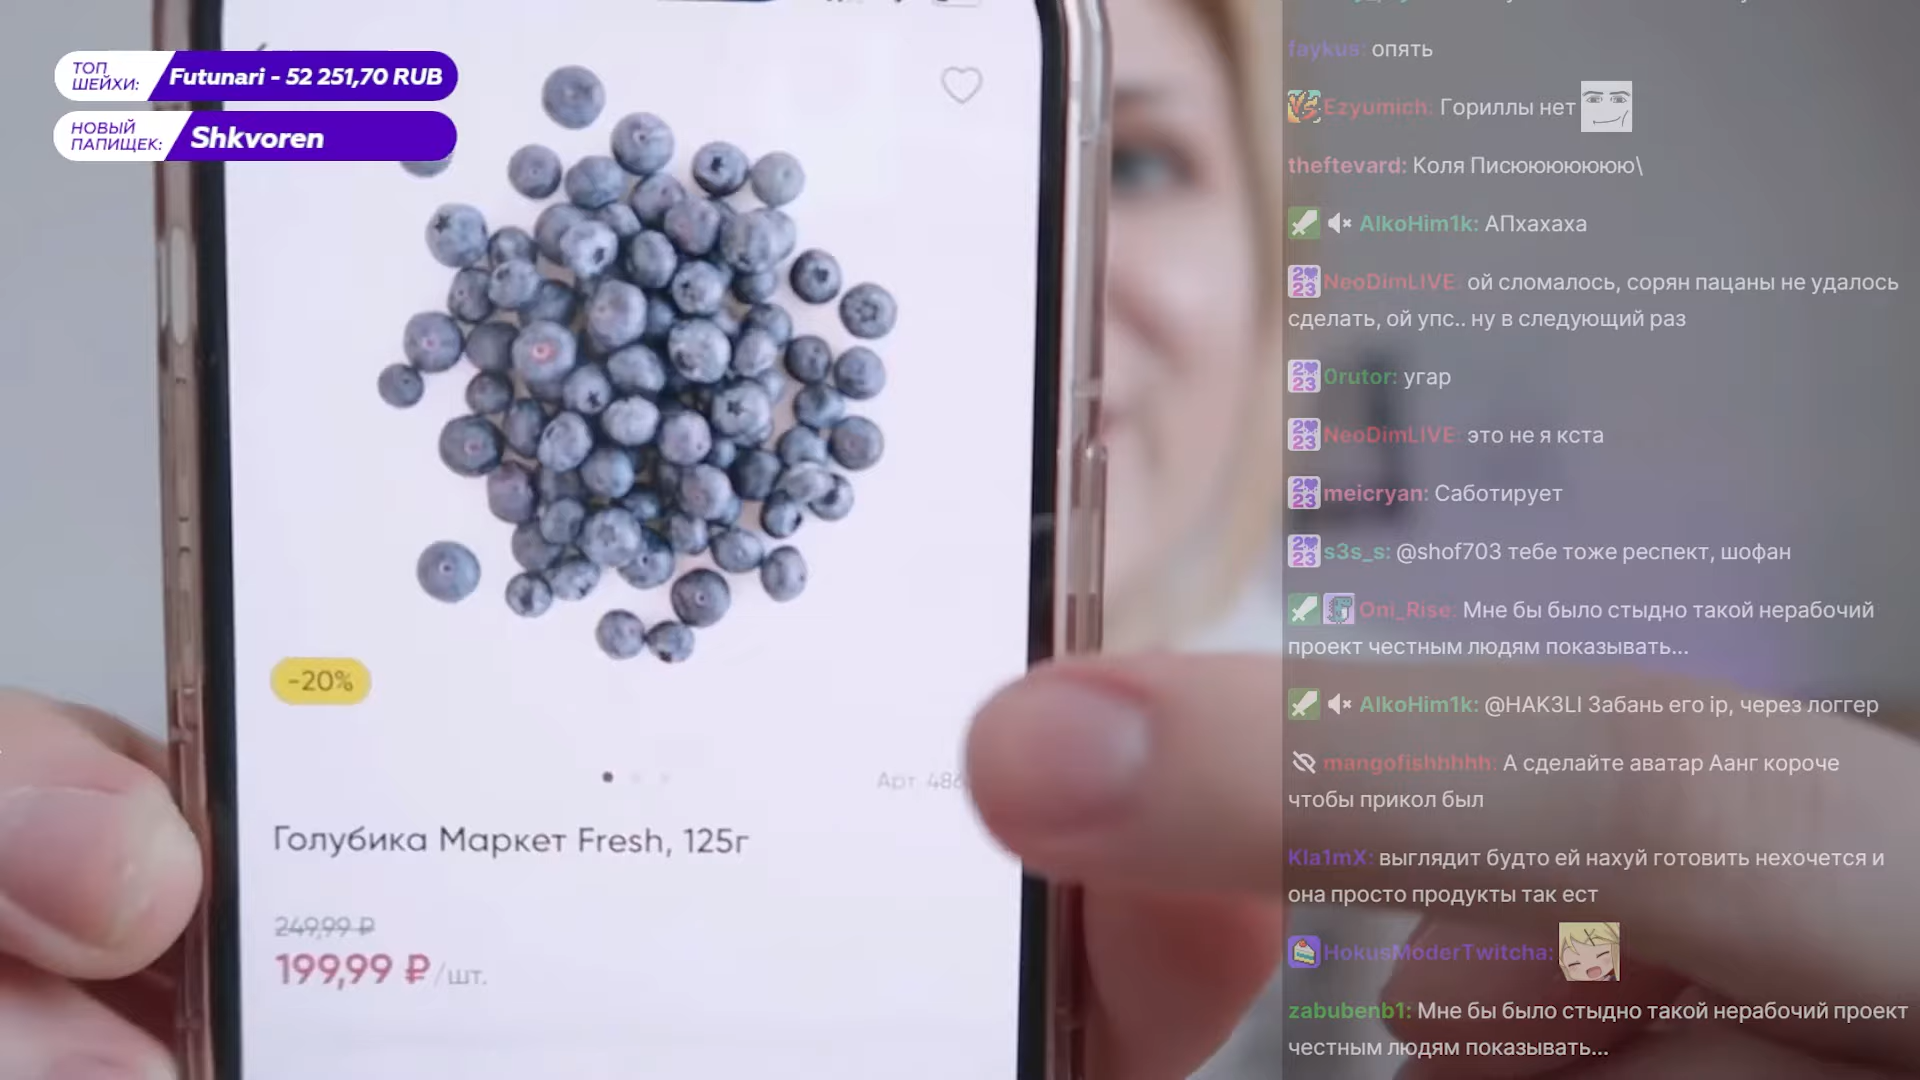 ТОП
ШЕЙХИ:
Futunari - 52 251,70 RUB
НОВЫЙ
ПАПИЩЕК:
Shkvoren
-20%
Арт. 486
Голубика Маркет Fresh, 125г
249,99 ₽
199,99 ₽/шт.
faykus: опять
Ezyumich: Гориллы нет
theftevard: Коля Писююююююю\
AlkoHim1k: АПхахаха
NeoDimLIVE: ой сломалось, сорян пацаны не удалось
сделать, ой упс.. ну в следующий раз
0rutor: угар
NeoDimLIVE: это не я кста
meicryan: Саботирует
s3s_s: @shof703 тебе тоже респект, шофан
Oni_Rise: Мне бы было стыдно такой нерабочий
проект честным людям показывать...
AlkoHim1k: @HAK3LI Забань его ip, через логгер
mangofishhhhh: А сделайте аватар Аанг короче
чтобы прикол был
Kla1mX: выглядит будто ей нахуй готовить нехочется и
она просто продукты так ест
HokusModerTwitcha:
zabubenb1: Мне бы было стыдно такой нерабочий проект
честным людям показывать...